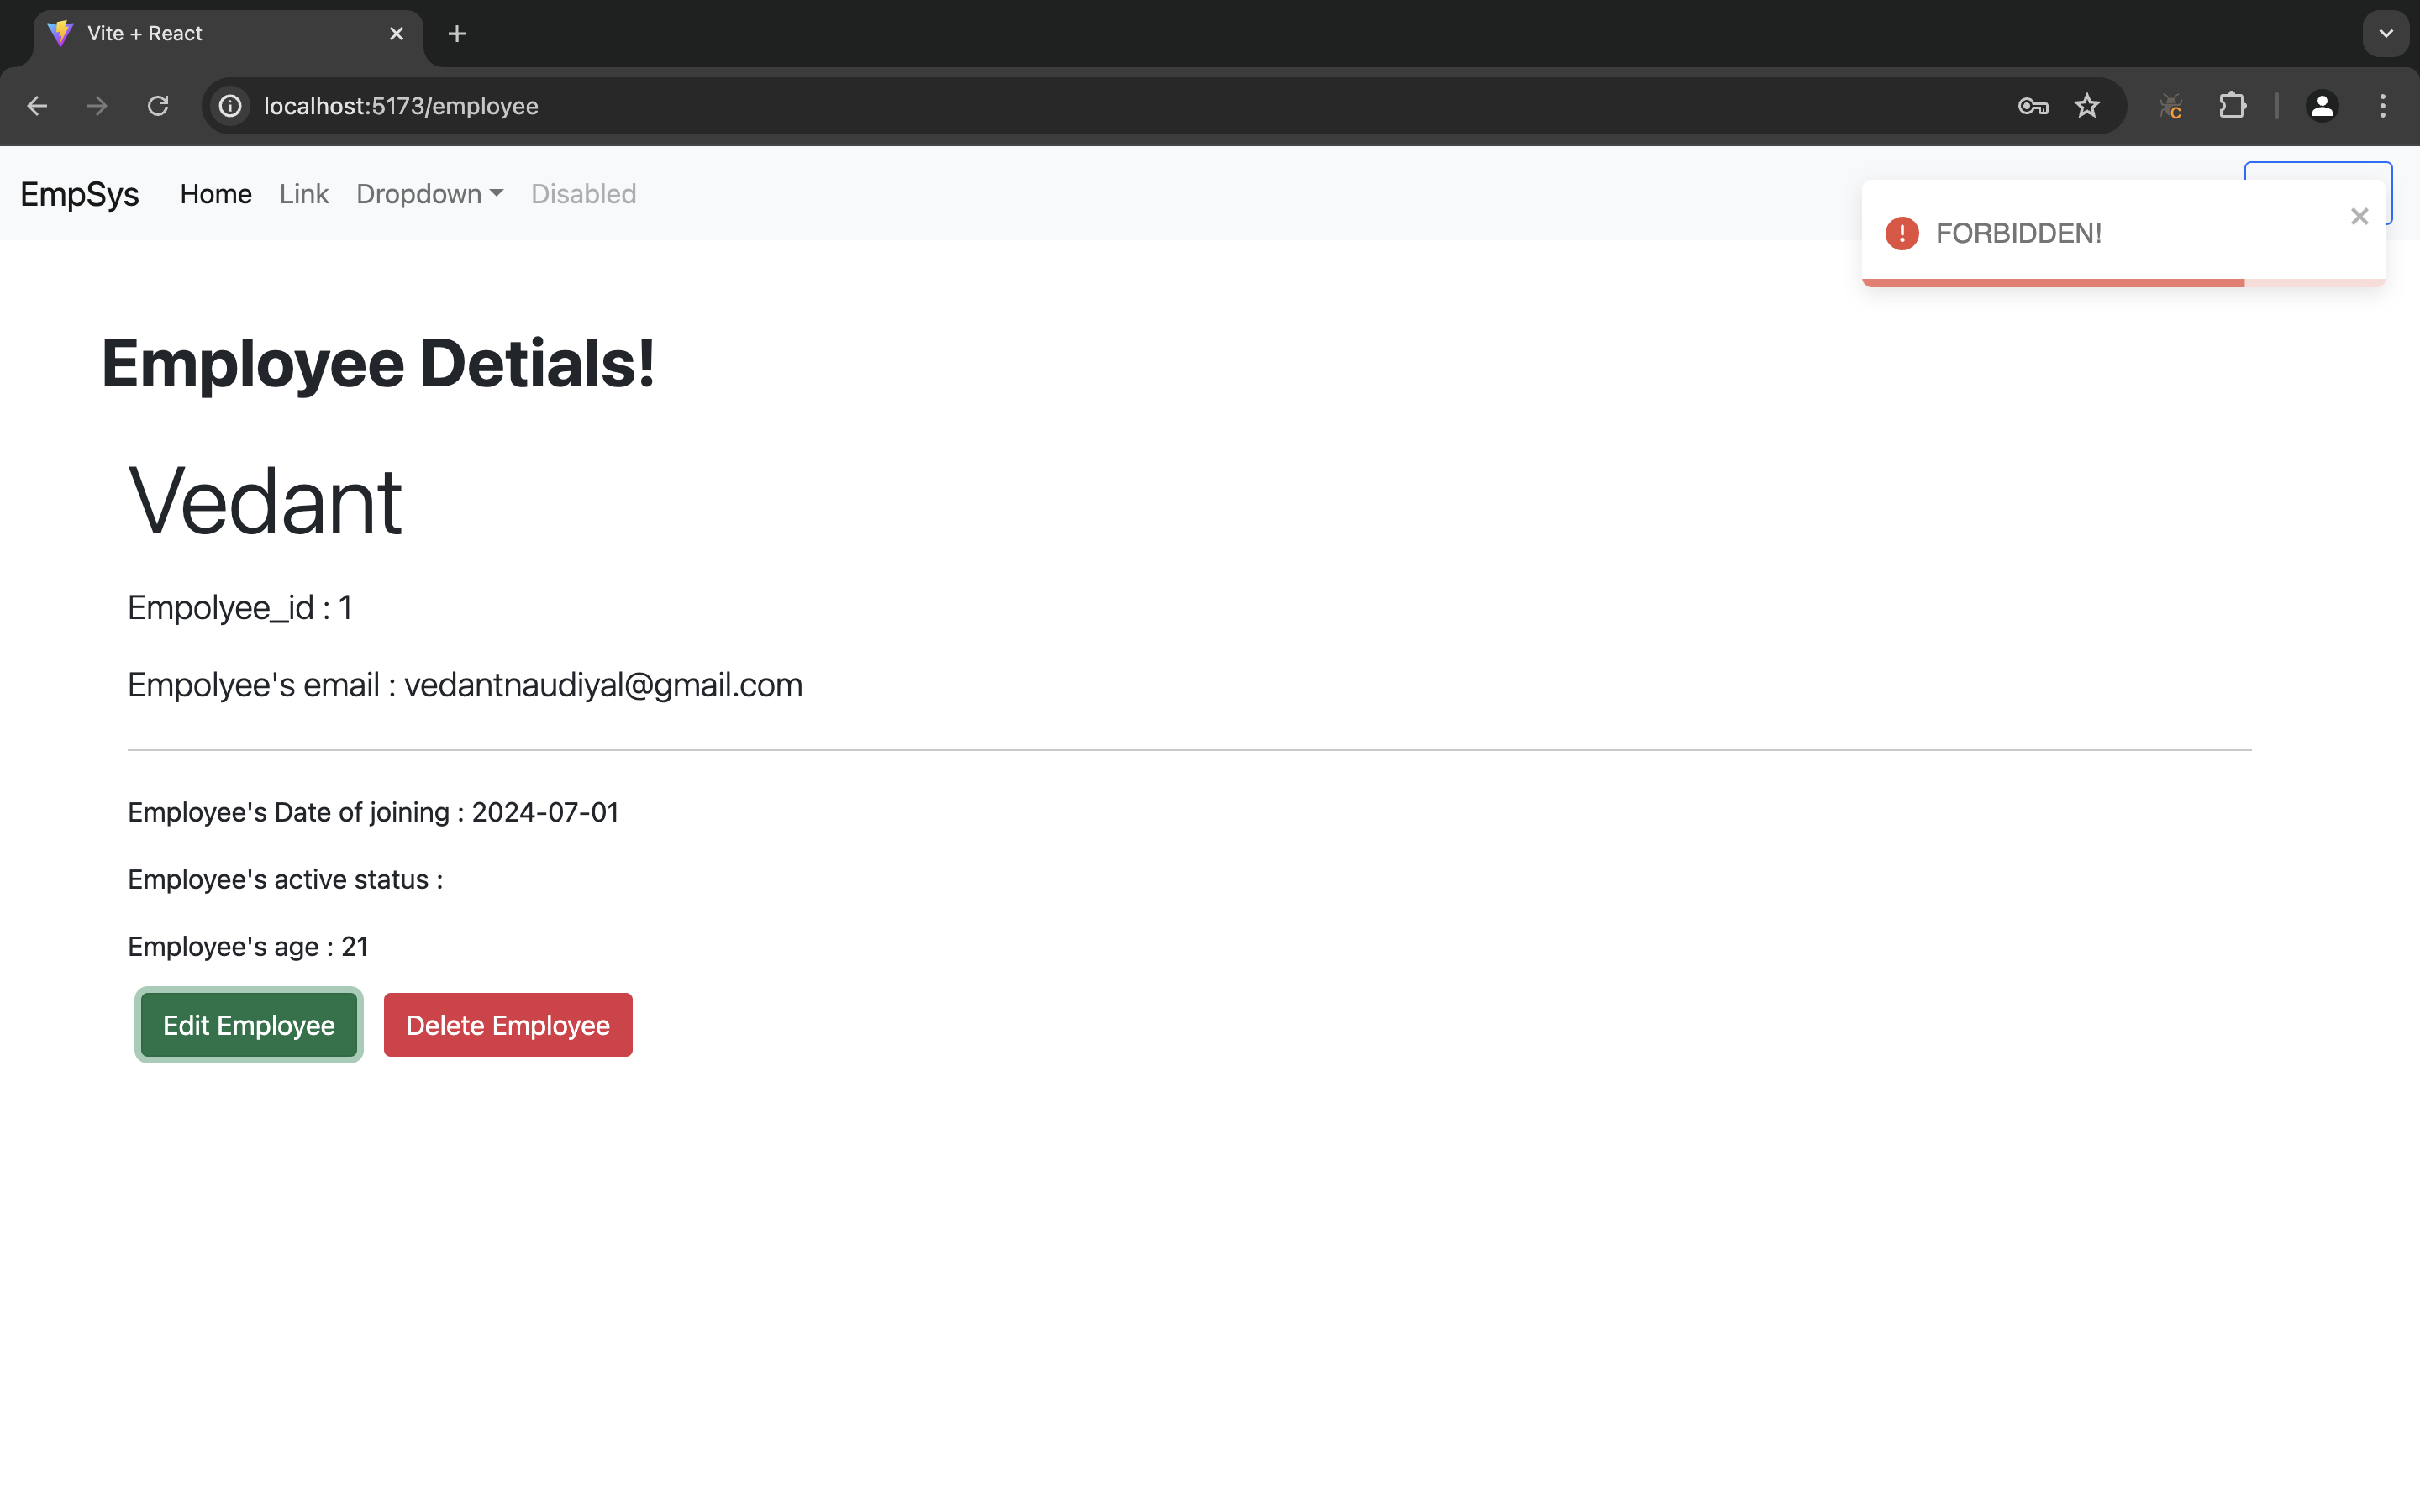 Vite + React
localhost:5173/employee
EmpSys Home Link Dropdown Disabled
FORBIDDEN!
Employee Detials!
Vedant
Empolyee_id : 1
Empolyee's email : vedantnaudiyal@gmail.com
Employee's Date of joining : 2024-07-01
Employee's active status :
Employee's age : 21
Edit Employee Delete Employee